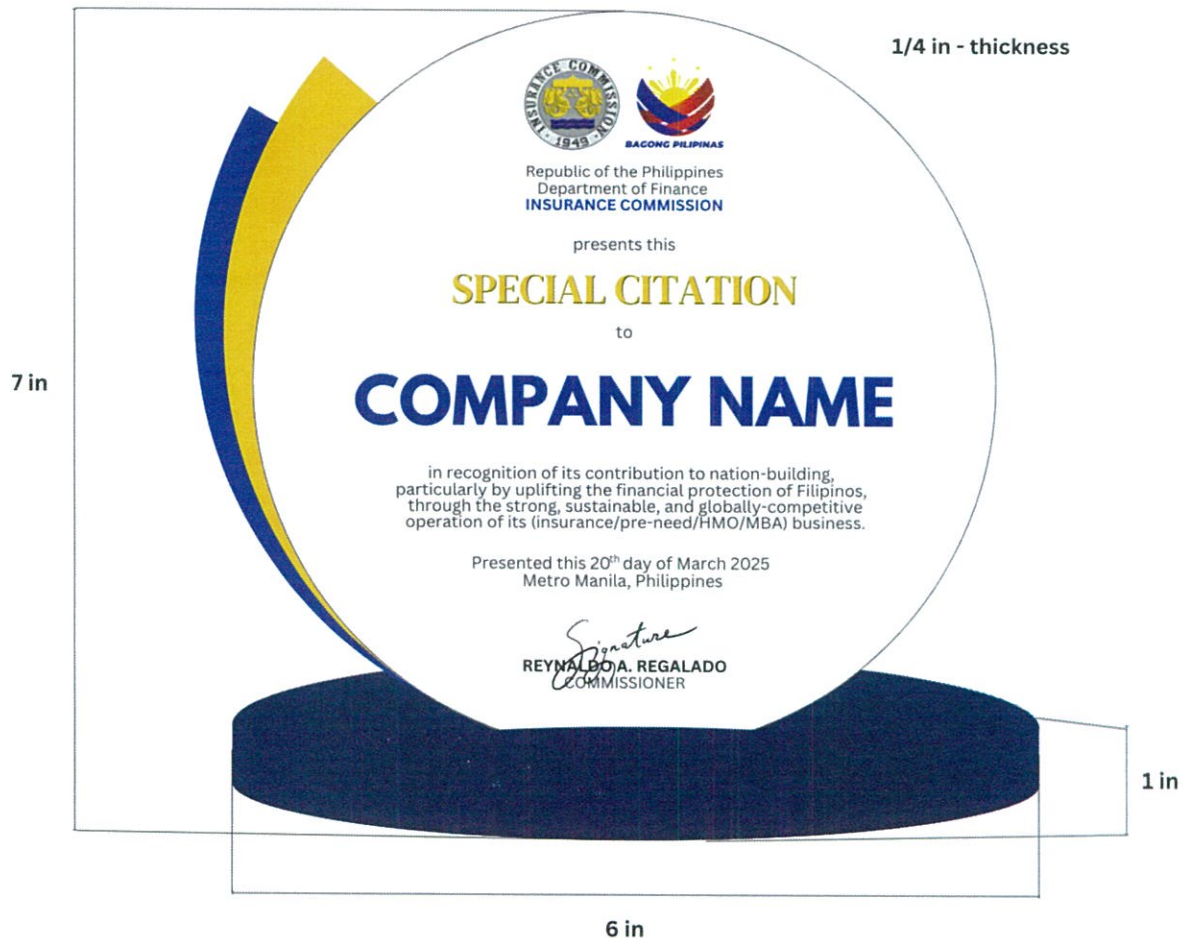 1/4 in - thickness
INSURANCE COMMISSION
1949
BAGONG PILIPINAS
Republic of the Philippines
Department of Finance
INSURANCE COMMISSION
presents this
SPECIAL CITATION
to
7 in
COMPANY NAME
in recognition of its contribution to nation-building,
particularly by uplifting the financial protection of Filipinos,
through the strong, sustainable, and globally-competitive
operation of its (insurance/pre-need/HMO/MBA) business.
Presented this 20th day of March 2025
Metro Manila, Philippines
Signature
REYNALDO A. REGALADO
COMMISSIONER
1 in
6 in